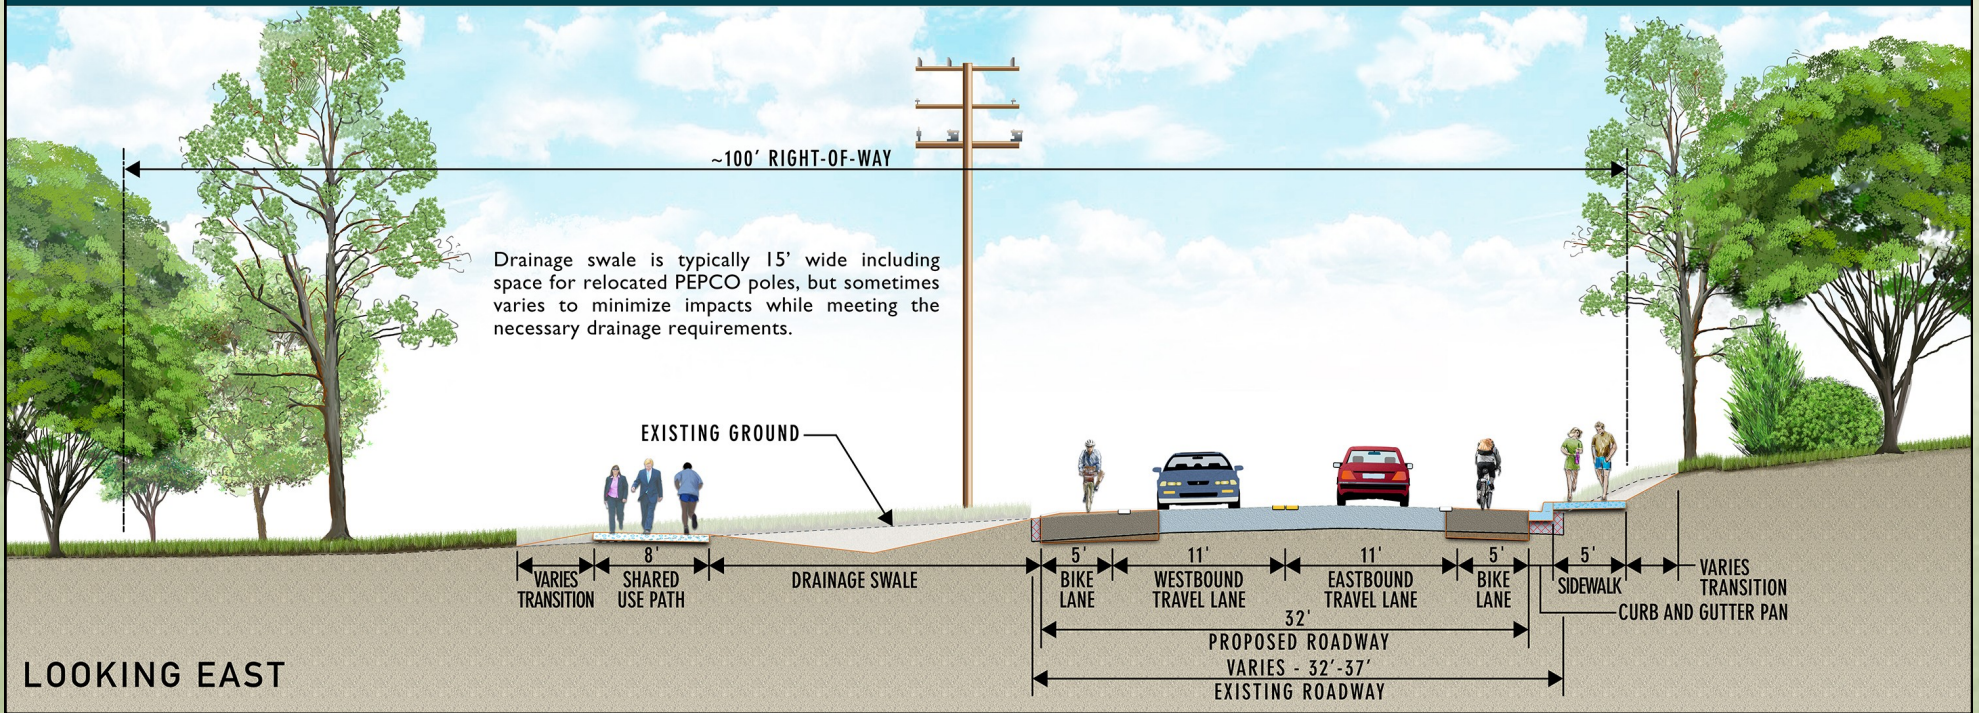 ~100' RIGHT-OF-WAY
Drainage swale is typically 15' wide including
space for relocated PEPCO poles, but sometimes
varies to minimize impacts while meeting the
necessary drainage requirements.
EXISTING GROUND
VARIES
TRANSITION
8'
SHARED
USE PATH
DRAINAGE SWALE
5'
BIKE
LANE
11'
WESTBOUND
TRAVEL LANE
11'
EASTBOUND
TRAVEL LANE
5'
BIKE
LANE
5'
SIDEWALK
VARIES
TRANSITION
CURB AND GUTTER PAN
32'
PROPOSED ROADWAY
VARIES - 32'-37'
EXISTING ROADWAY
LOOKING EAST